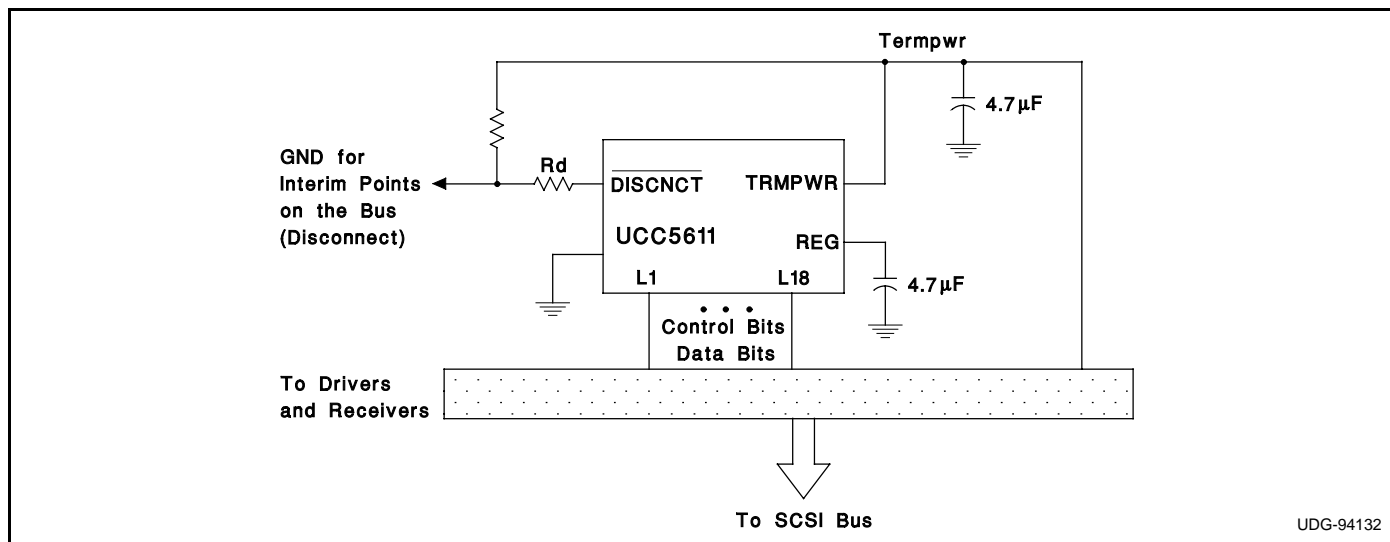 Termpwr
4.7µF
GND for
Interim Points
on the Bus
(Disconnect)
Rd
DISCNCT
TRMPWR
UCC5611
REG
L1
L18
4.7µF
• • •
Control Bits
Data Bits
To Drivers
and Receivers
To SCSI Bus
UDG-94132